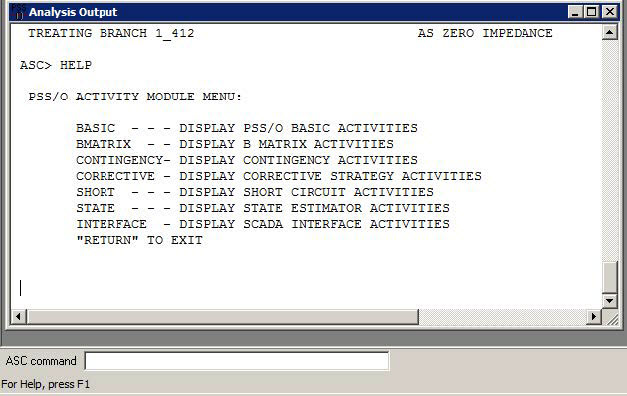 Analysis Output
TREATING BRANCH 1_412 AS ZERO IMPEDANCE
ASC> HELP
PSS/O ACTIVITY MODULE MENU:
BASIC - - - DISPLAY PSS/O BASIC ACTIVITIES
BMATRIX - - DISPLAY B MATRIX ACTIVITIES
CONTINGENCY- DISPLAY CONTINGENCY ACTIVITIES
CORRECTIVE - DISPLAY CORRECTIVE STRATEGY ACTIVITIES
SHORT - - - DISPLAY SHORT CIRCUIT ACTIVITIES
STATE - - - DISPLAY STATE ESTIMATOR ACTIVITIES
INTERFACE - DISPLAY SCADA INTERFACE ACTIVITIES
"RETURN" TO EXIT
ASC command
For Help, press F1